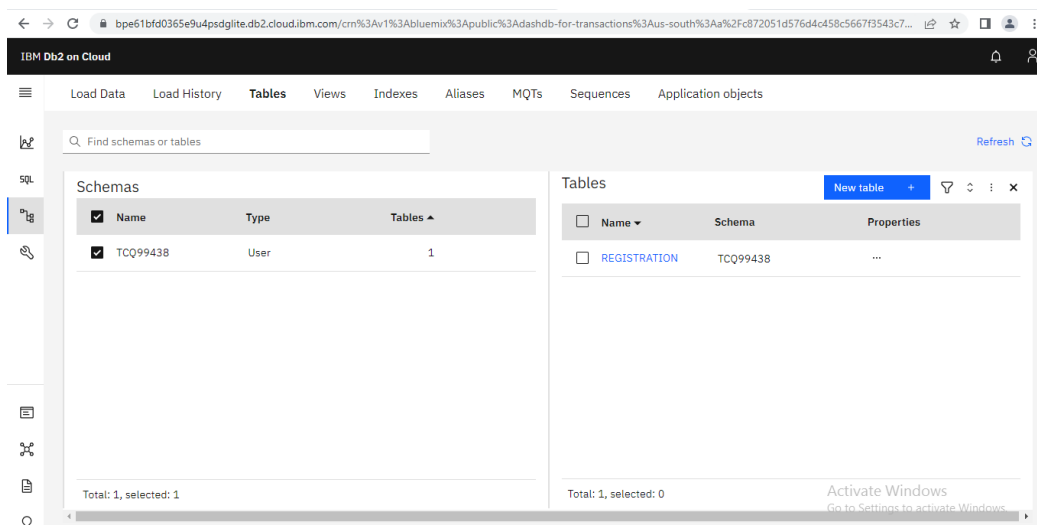 bpe61bfd0365e9u4psdglite.db2.cloud.ibm.com/crn%3Av1%3Abluemix%3Apublic%3Adashdb-for-transactions%3Aus-south%3Aa%2Fc872051d576d4c458c5667f3543c7...
IBM Db2 on Cloud
Load Data Load History Tables Views Indexes Aliases MQTs Sequences Application objects
Find schemas or tables
Refresh
SQL
Schemas
Name Type Tables
TCQ99438 User 1
Total: 1, selected: 1
Tables
New table +
Name Schema Properties
REGISTRATION TCQ99438 ...
Total: 1, selected: 0
Activate Windows
Go to Settings to activate Windows.